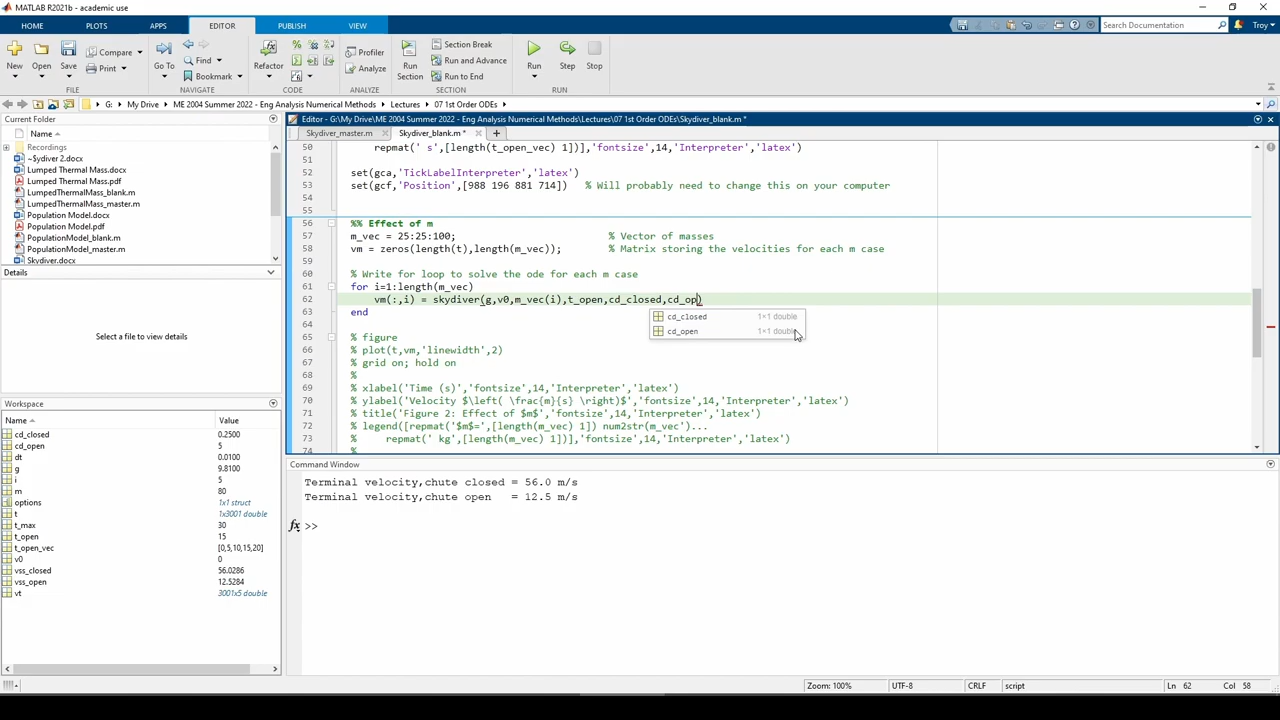 MATLAB R2021b - academic use
HOME PLOTS APPS EDITOR PUBLISH VIEW
Search Documentation Troy
New Open Save Compare Print Go To Find Bookmark Refactor Profiler Analyze Run Section Section Break Run and Advance Run to End Run Step Stop
FILE NAVIGATE CODE ANALYZE SECTION RUN
G: My Drive ME 2004 Summer 2022 - Eng Analysis Numerical Methods Lectures 07 1st Order ODEs
Current Folder
Name
Recordings
~Sydiver 2.docx
Lumped Thermal Mass.docx
Lumped Thermal Mass.pdf
LumpedThermalMass_blank.m
LumpedThermalMass_master.m
Population Model.docx
Population Model.pdf
PopulationModel_blank.m
PopulationModel_master.m
Skydiver.docx
Details
Select a file to view details
Workspace
Name Value
cd_closed 0.2500
cd_open 5
dt 0.0100
g 9.8100
i 5
m 80
options 1x1 struct
t 1x3001 double
t_max 30
t_open 15
t_open_vec [0,5,10,15,20]
v0 0
vss_closed 56.0286
vss_open 12.5284
vt 3001x5 double
Editor - G:\My Drive\ME 2004 Summer 2022 - Eng Analysis Numerical Methods\Lectures\07 1st Order ODEs\Skydiver_blank.m *
Skydiver_master.m Skydiver_blank.m *
50 repmat(' s',[length(t_open_vec) 1])],'fontsize',14,'Interpreter','latex')
51
52 set(gca,'TickLabelInterpreter','latex')
53 set(gcf,'Position',[988 196 881 714]) % Will probably need to change this on your computer
54
55
56 %% Effect of m
57 m_vec = 25:25:100; % Vector of masses
58 vm = zeros(length(t),length(m_vec)); % Matrix storing the velocities for each m case
59
60 % Write for loop to solve the ode for each m case
61 for i=1:length(m_vec)
62 vm(:,i) = skydiver(g,v0,m_vec(i),t_open,cd_closed,cd_op)
cd_closed 1×1 double
cd_open 1×1 double
63 end
64
65 % figure
66 % plot(t,vm,'linewidth',2)
67 % grid on; hold on
68 %
69 % xlabel('Time (s)','fontsize',14,'Interpreter','latex')
70 % ylabel('Velocity $\left( \frac{m}{s} \right)$','fontsize',14,'Interpreter','latex')
71 % title('Figure 2: Effect of $m$','fontsize',14,'Interpreter','latex')
72 % legend([repmat('$m$=',[length(m_vec) 1]) num2str(m_vec')...
73 % repmat(' kg',[length(m_vec) 1])],'fontsize',14,'Interpreter','latex')
74 %
Command Window
Terminal velocity,chute closed = 56.0 m/s
Terminal velocity,chute open = 12.5 m/s
fx >>
Zoom: 100% UTF-8 CRLF script Ln 62 Col 58